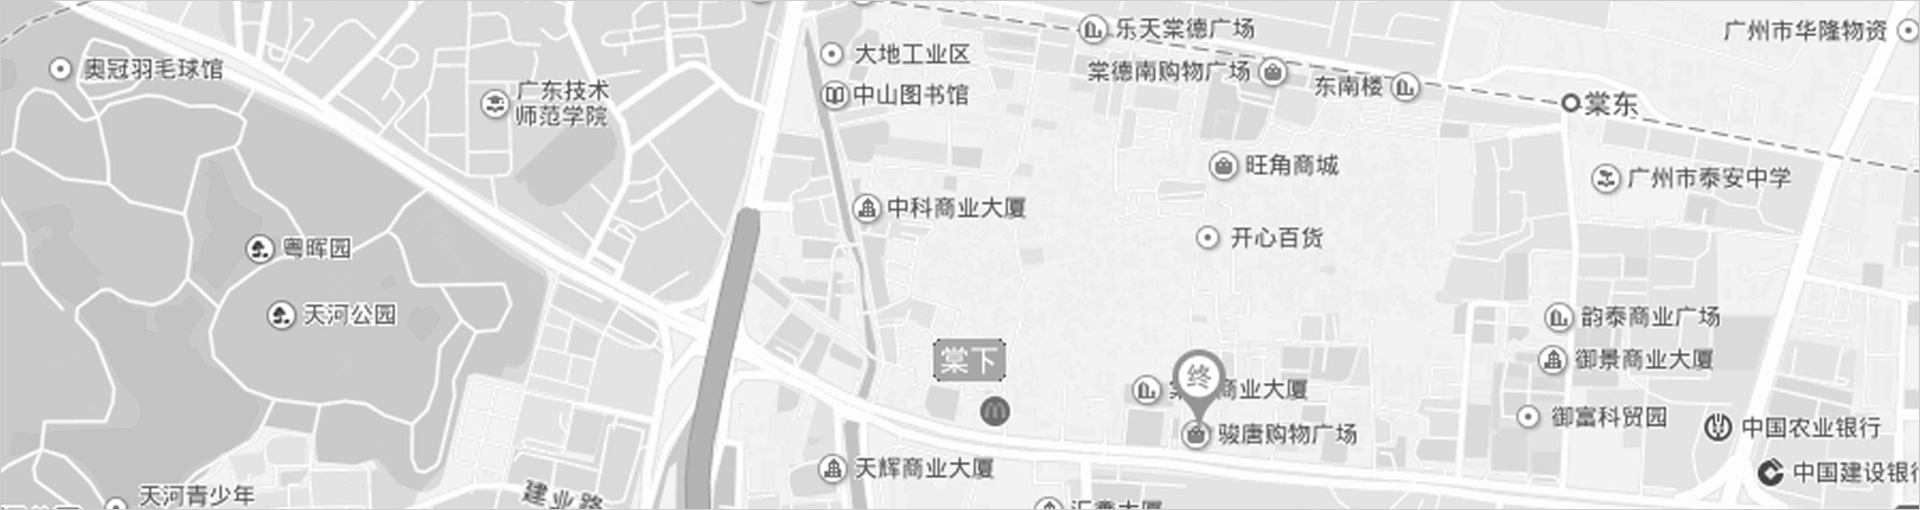 乐天棠德广场
广州市华隆物资
大地工业区
奥冠羽毛球馆
棠德南购物广场
东南楼
广东技术
师范学院
中山图书馆
棠东
旺角商城
广州市泰安中学
中科商业大厦
开心百货
粤晖园
天河公园
韵泰商业广场
棠下
御景商业大厦
终
商业大厦
御富科贸园
中国农业银行
骏唐购物广场
天辉商业大厦
中国建设银行
天河青少年
建业路
汇鑫大厦